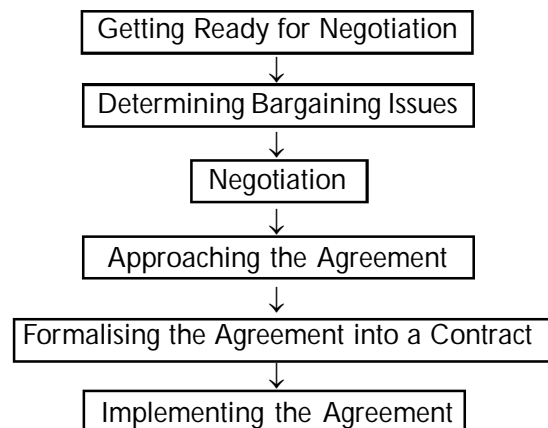 Getting Ready for Negotiation
↓
Determining Bargaining Issues
↓
Negotiation
↓
Approaching the Agreement
↓
Formalising the Agreement into a Contract
↓
Implementing the Agreement